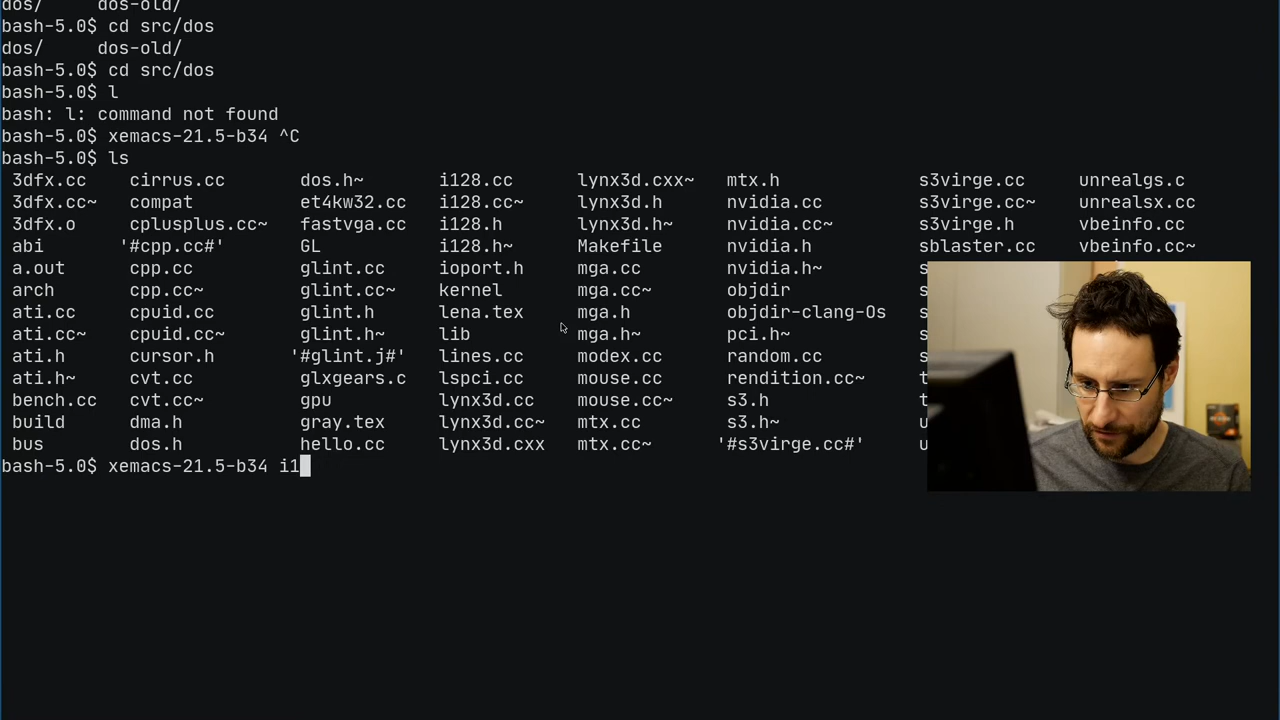 dos/     dos-old/
bash-5.0$ cd src/dos
dos/     dos-old/
bash-5.0$ cd src/dos
bash-5.0$ l
bash: l: command not found
bash-5.0$ xemacs-21.5-b34 ^C
bash-5.0$ ls
3dfx.cc    cirrus.cc    dos.h~    i128.cc    lynx3d.cxx~    mtx.h    s3virge.cc    unrealgs.c
3dfx.cc~    compat    et4kw32.cc    i128.cc~    lynx3d.h    nvidia.cc    s3virge.cc~    unrealsx.cc
3dfx.o    cplusplus.cc~    fastvga.cc    i128.h    lynx3d.h~    nvidia.cc~    s3virge.h    vbeinfo.cc
abi    '#cpp.cc#'    GL    i128.h~    Makefile    nvidia.h    sblaster.cc    vbeinfo.cc~
a.out    cpp.cc    glint.cc    ioport.h    mga.cc    nvidia.h~    s
arch    cpp.cc~    glint.cc~    kernel    mga.cc~    objdir    s
ati.cc    cpuid.cc    glint.h    lena.tex    mga.h    objdir-clang-Os    s
ati.cc~    cpuid.cc~    glint.h~    lib    mga.h~    pci.h~    s
ati.h    cursor.h    '#glint.j#'    lines.cc    modex.cc    random.cc    s
ati.h~    cvt.cc    glxgears.c    lspci.cc    mouse.cc    rendition.cc~    t
bench.cc    cvt.cc~    gpu    lynx3d.cc    mouse.cc~    s3.h    t
build    dma.h    gray.tex    lynx3d.cc~    mtx.cc    s3.h~    u
bus    dos.h    hello.cc    lynx3d.cxx    mtx.cc~    '#s3virge.cc#'    u
bash-5.0$ xemacs-21.5-b34 i1